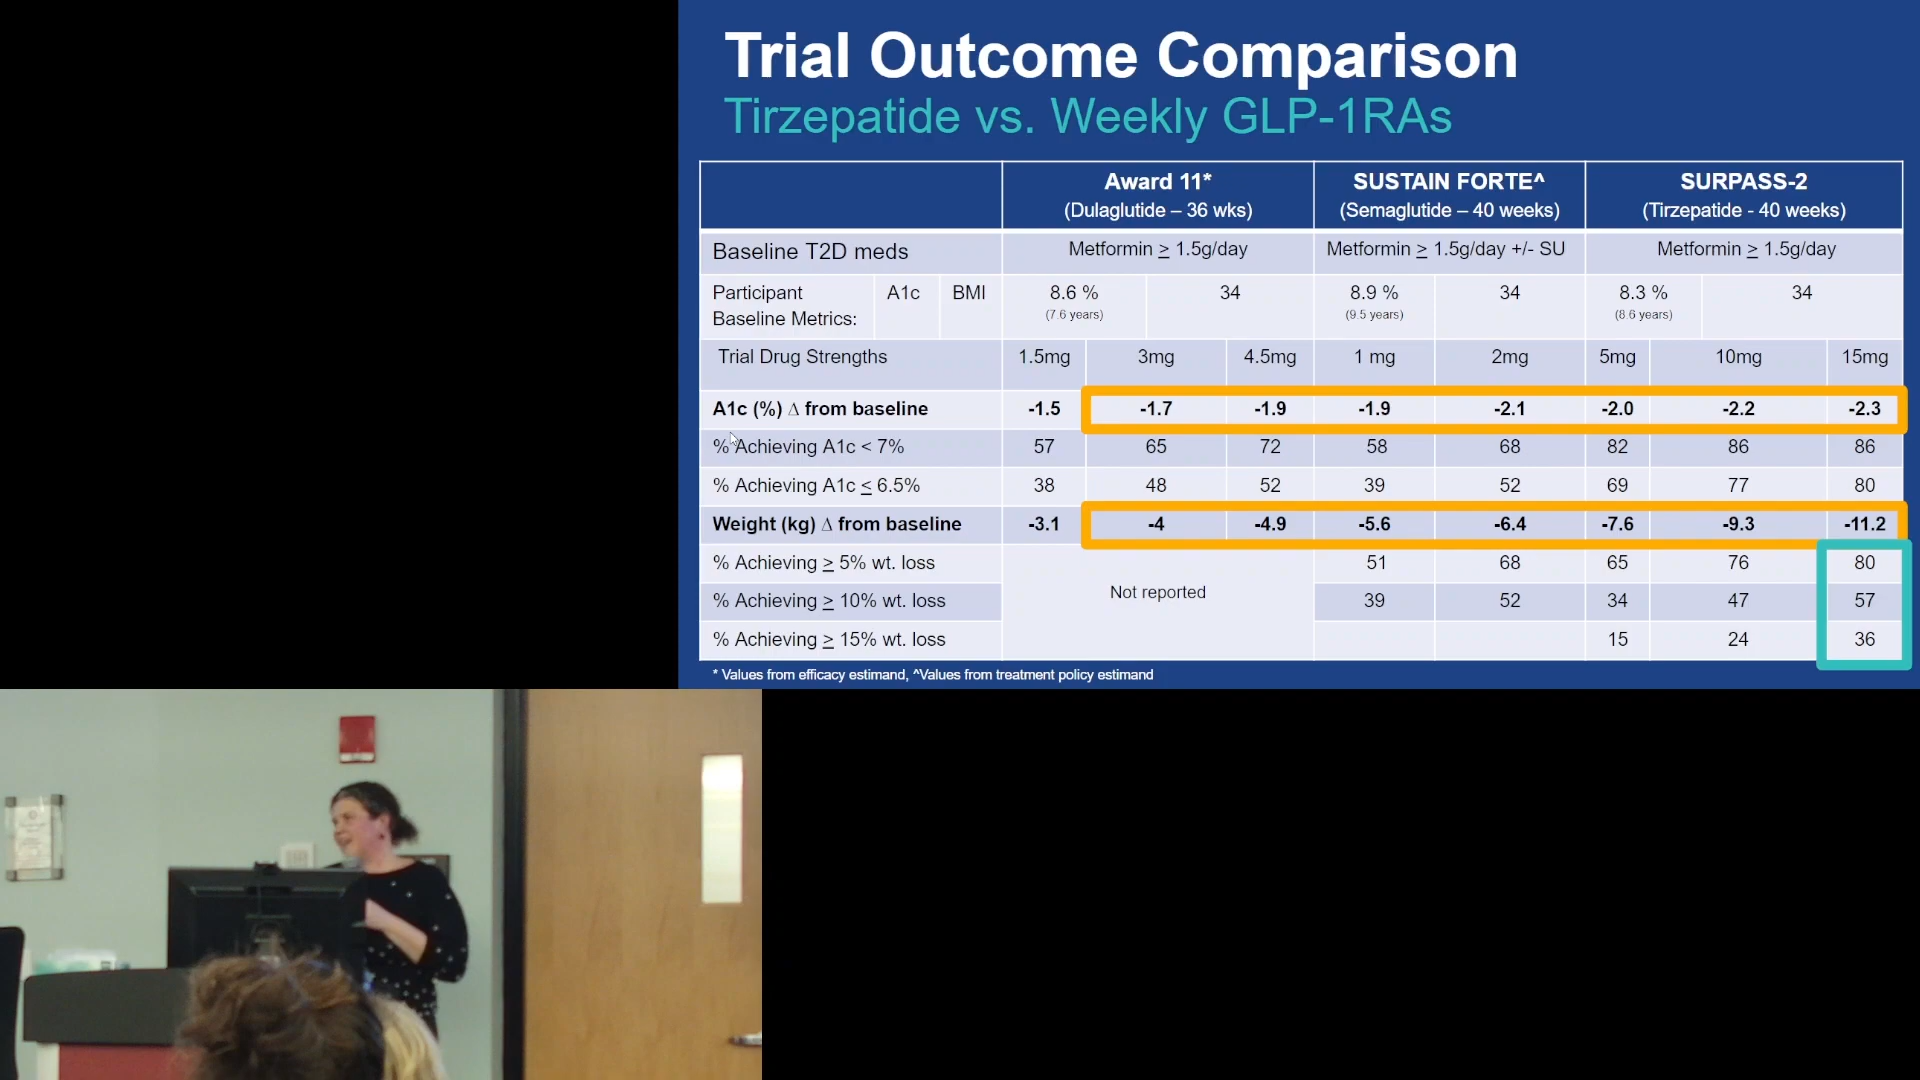 Trial Outcome Comparison
Tirzepatide vs. Weekly GLP-1RAs
Award 11* SUSTAIN FORTE^ SURPASS-2
(Dulaglutide – 36 wks) (Semaglutide – 40 weeks) (Tirzepatide - 40 weeks)
Baseline T2D meds Metformin ≥ 1.5g/day Metformin ≥ 1.5g/day +/- SU Metformin ≥ 1.5g/day
Participant A1c BMI 8.6 % 34 8.9 % 34 8.3 % 34
Baseline Metrics: (7.6 years) (9.5 years) (8.6 years)
Trial Drug Strengths 1.5mg 3mg 4.5mg 1 mg 2mg 5mg 10mg 15mg
A1c (%) ∆ from baseline -1.5 -1.7 -1.9 -1.9 -2.1 -2.0 -2.2 -2.3
% Achieving A1c < 7% 57 65 72 58 68 82 86 86
% Achieving A1c ≤ 6.5% 38 48 52 39 52 69 77 80
Weight (kg) ∆ from baseline -3.1 -4 -4.9 -5.6 -6.4 -7.6 -9.3 -11.2
% Achieving ≥ 5% wt. loss 51 68 65 76 80
Not reported
% Achieving ≥ 10% wt. loss 39 52 34 47 57
% Achieving ≥ 15% wt. loss 15 24 36
* Values from efficacy estimand, ^Values from treatment policy estimand